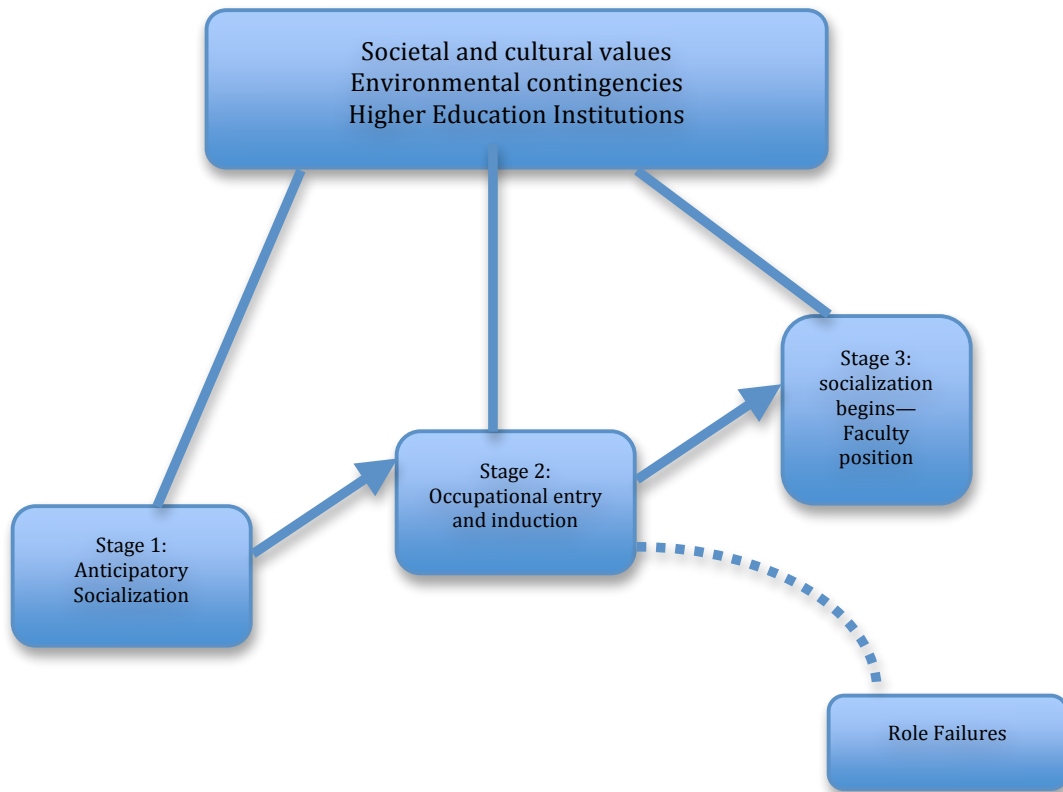 Societal and cultural values
Environmental contingencies
Higher Education Institutions
Stage 3:
socialization
begins—
Faculty
position
Stage 2:
Occupational entry
and induction
Stage 1:
Anticipatory
Socialization
Role Failures